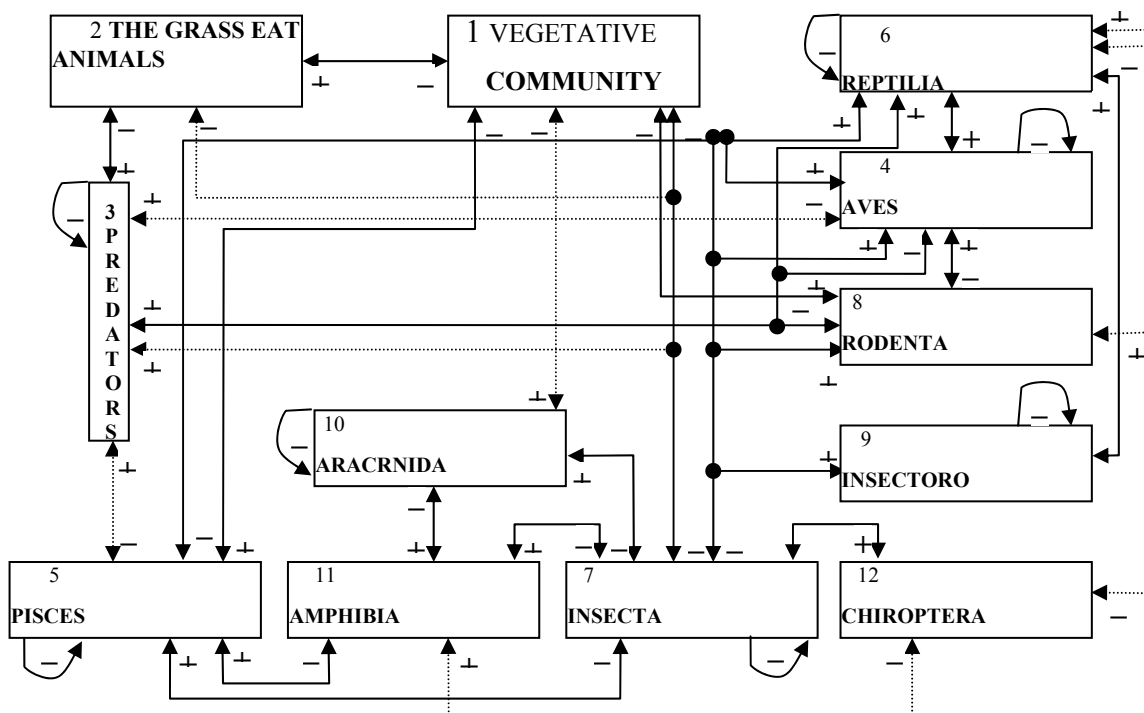 2 THE GRASS EAT
ANIMALS
1 VEGETATIVE
COMMUNITY
6
REPTILIA
4
AVES
3
P
R
E
D
A
T
O
R
S
8
RODENTA
10
ARACRNIDA
9
INSECTORO
5
PISCES
11
AMPHIBIA
7
INSECTA
12
CHIROPTERA